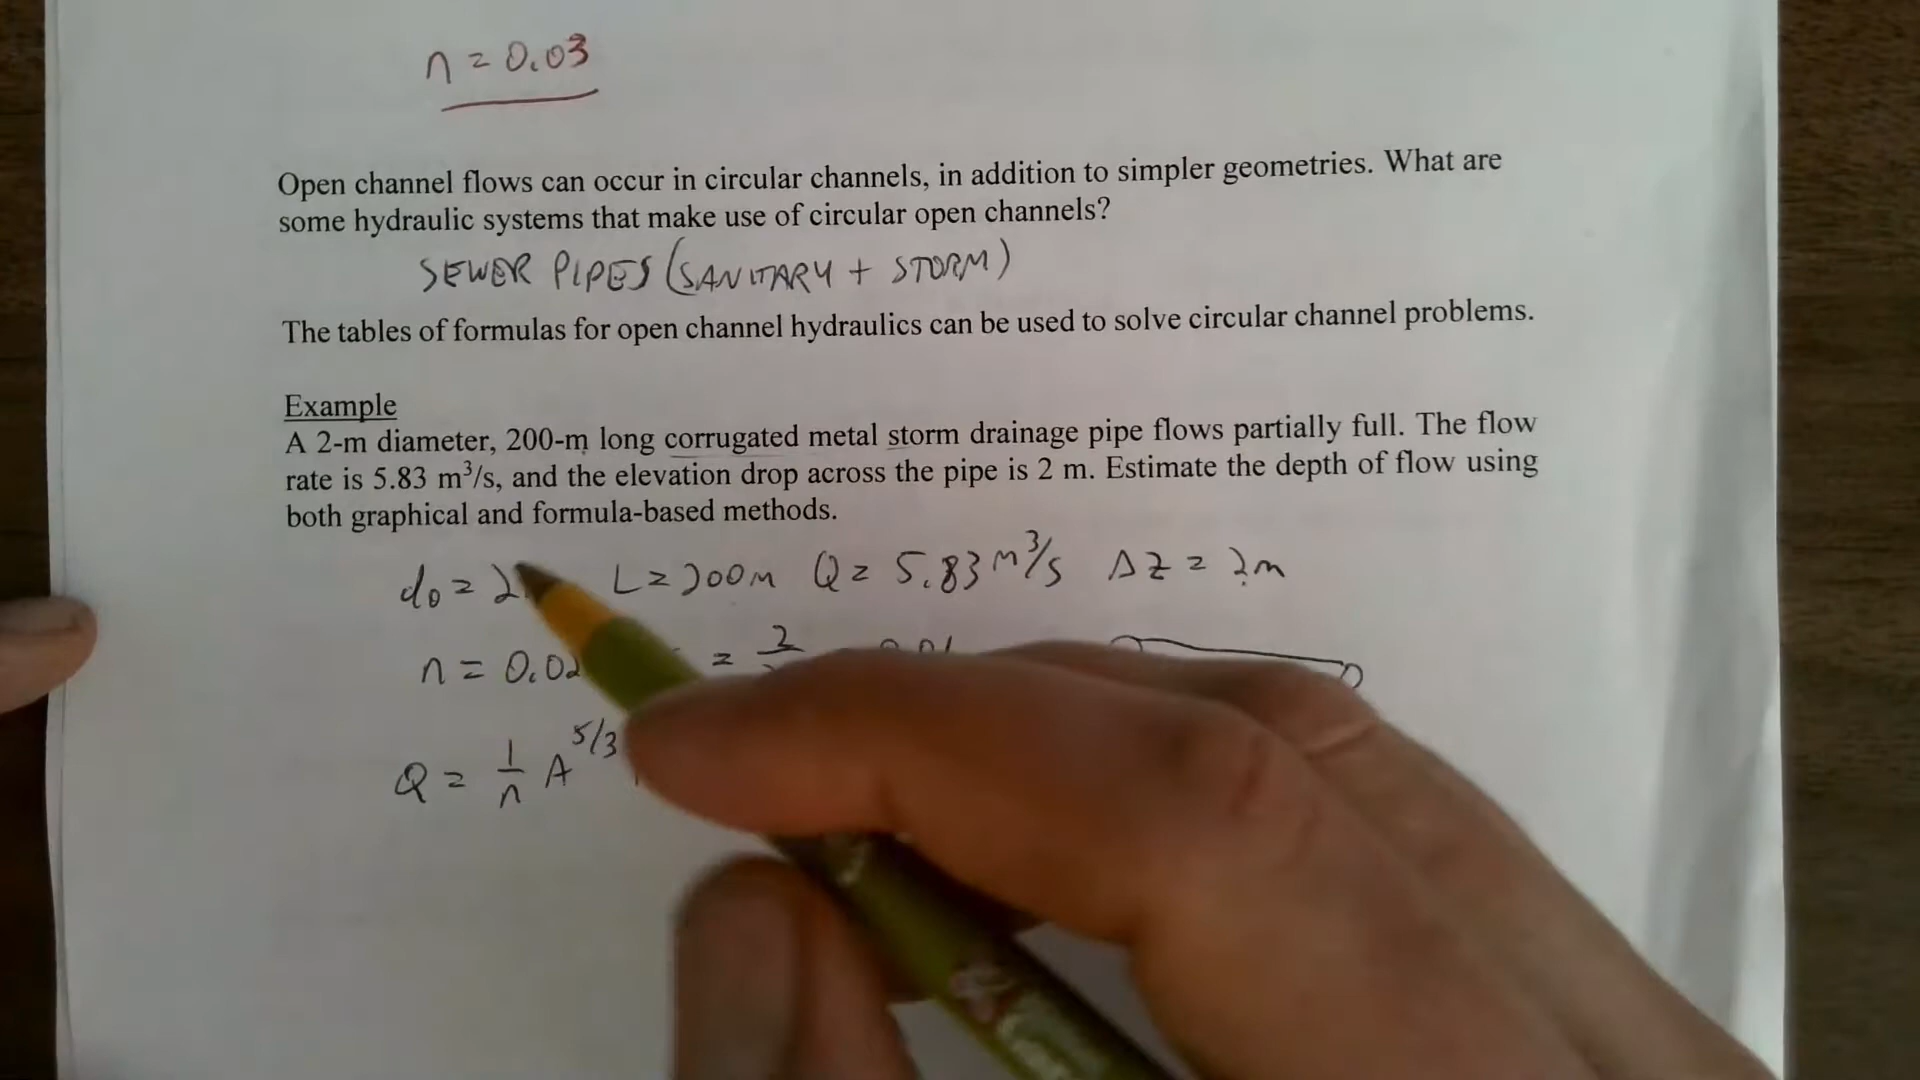 n = 0.03
Open channel flows can occur in circular channels, in addition to simpler geometries. What are
some hydraulic systems that make use of circular open channels?
SEWER PIPES (SANITARY + STORM)
The tables of formulas for open channel hydraulics can be used to solve circular channel problems.
Example
A 2-m diameter, 200-m long corrugated metal storm drainage pipe flows partially full. The flow
rate is 5.83 m³/s, and the elevation drop across the pipe is 2 m. Estimate the depth of flow using
both graphical and formula-based methods.
d₀ = 2 L = 200m Q = 5.83 m³/s ΔZ = 2m
n = 0.02 = 2
Q = 1/n A^5/3